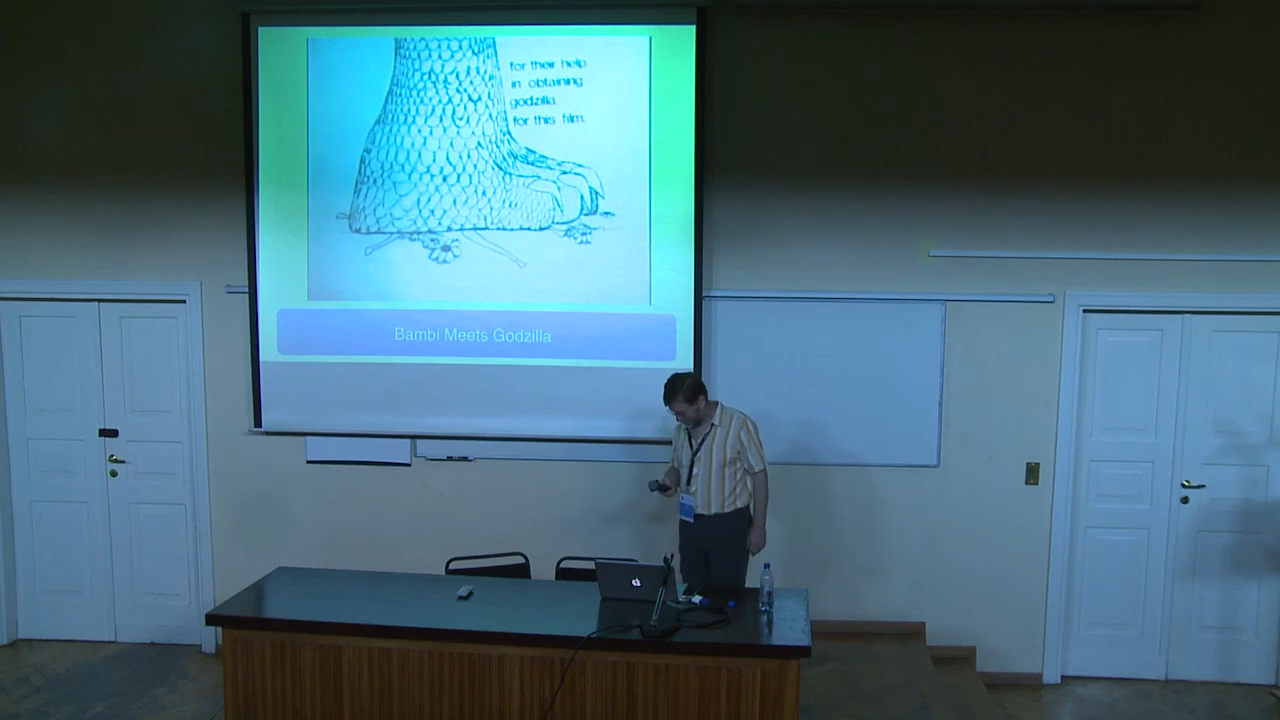 for their help
in obtaining
godzilla
for this film.
Bambi Meets Godzilla